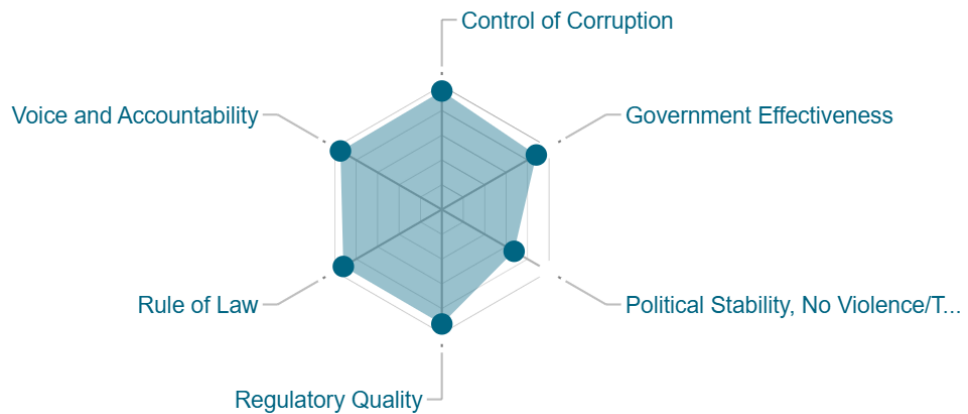 Control of Corruption
Voice and Accountability
Government Effectiveness
Rule of Law
Political Stability, No Violence/T...
Regulatory Quality